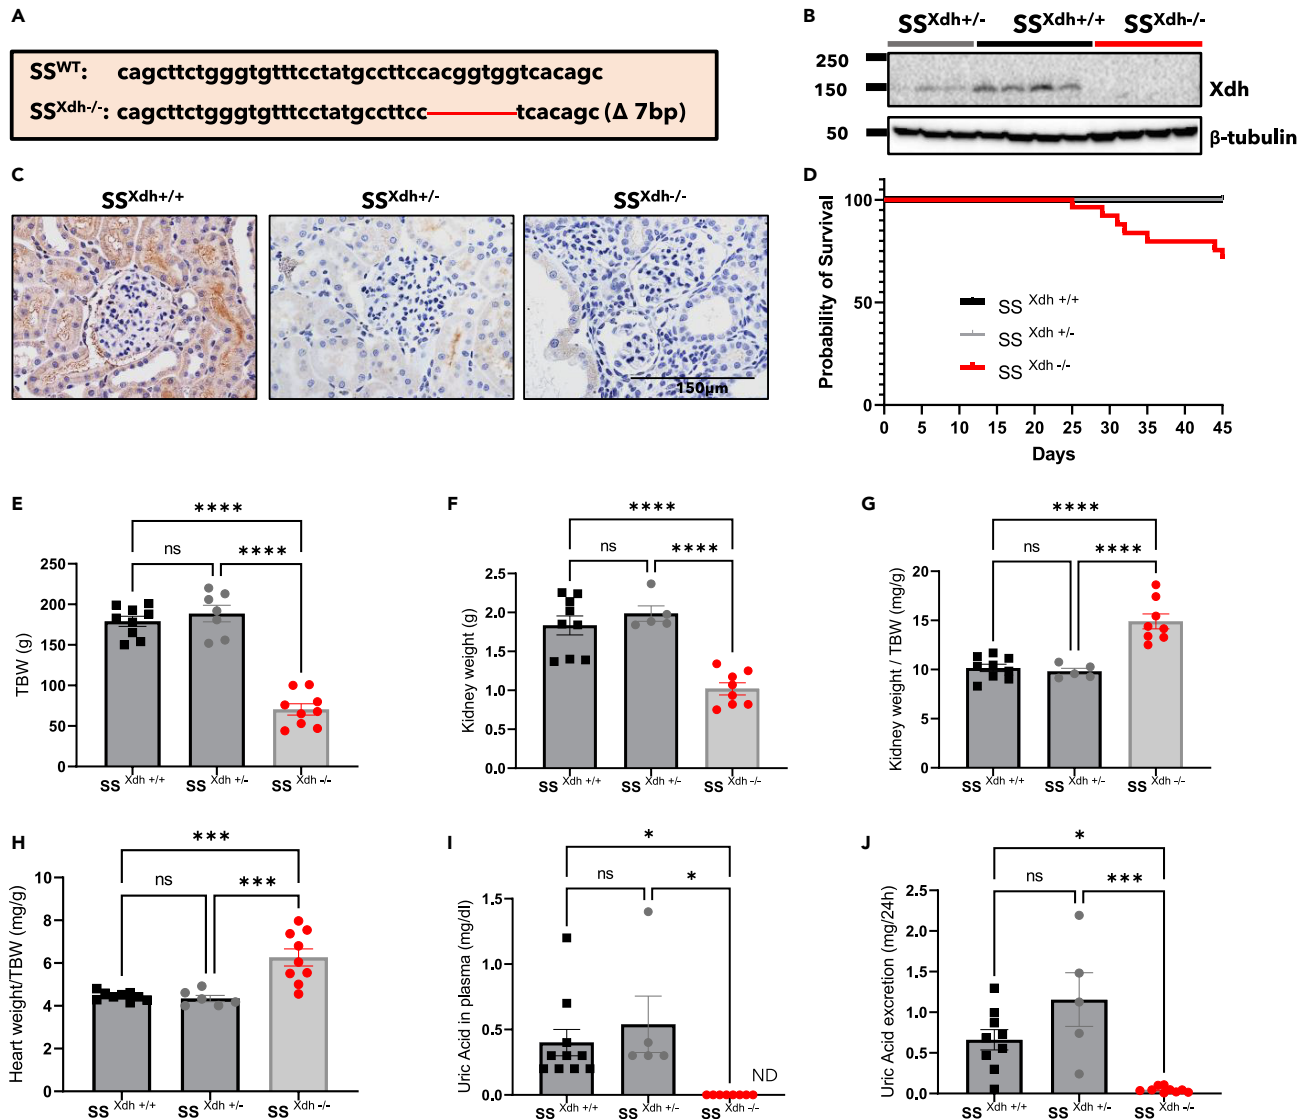 A
SS^WT: cagcttctgggtgtttcctatgccttccacggtggtcacagc
SS^Xdh-/-: cagcttctgggtgtttcctatgccttcc tcacagc (Δ 7bp)
B
SS^Xdh+/- SS^Xdh+/+ SS^Xdh-/-
250
150
Xdh
50
β-tubulin
C
SS^Xdh+/+ SS^Xdh+/- SS^Xdh-/-
150μm
D
Probability of Survival
100
50
0
SS Xdh +/+
SS Xdh +/-
SS Xdh -/-
0 5 10 15 20 25 30 35 40 45
Days
E
****
ns ****
TBW (g)
250
200
150
100
50
0
SS Xdh +/+ SS Xdh +/- SS Xdh -/-
F
****
ns ****
Kidney weight (g)
2.5
2.0
1.5
1.0
0.5
0.0
SS Xdh +/+ SS Xdh +/- SS Xdh -/-
G
****
ns ****
Kidney weight / TBW (mg/g)
20
15
10
5
0
SS Xdh +/+ SS Xdh +/- SS Xdh -/-
H
***
ns ***
Heart weight/TBW (mg/g)
10
8
6
4
2
0
SS Xdh +/+ SS Xdh +/- SS Xdh -/-
I
*
ns *
Uric Acid in plasma (mg/dl)
1.5
1.0
0.5
0.0
ND
SS Xdh +/+ SS Xdh +/- SS Xdh -/-
J
*
ns ***
Uric Acid excretion (mg/24h)
2.5
2.0
1.5
1.0
0.5
0.0
SS Xdh +/+ SS Xdh +/- SS Xdh -/-